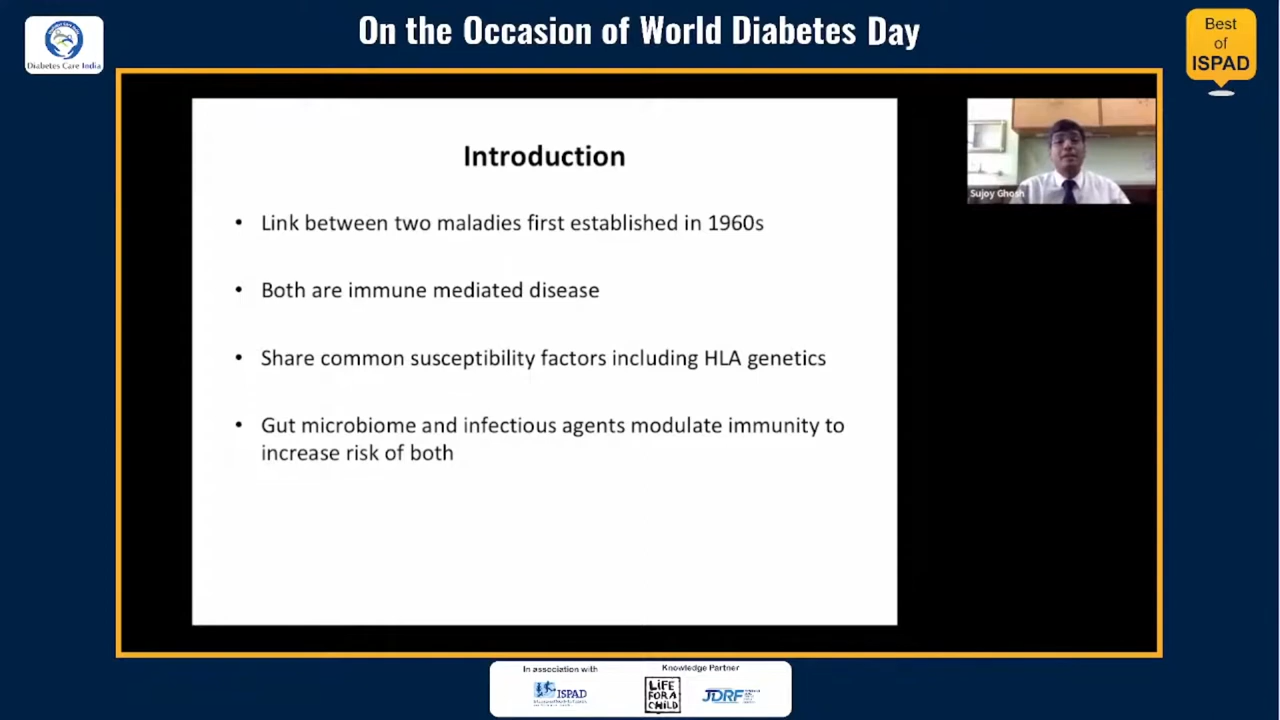 On the Occasion of World Diabetes Day
Diabetes Care India
Best
of
ISPAD
Introduction
• Link between two maladies first established in 1960s
• Both are immune mediated disease
• Share common susceptibility factors including HLA genetics
• Gut microbiome and infectious agents modulate immunity to
increase risk of both
Sujoy Ghosh
In association with
ISPAD
Knowledge Partner
LiFE
FOR A
CHILD
JDRF